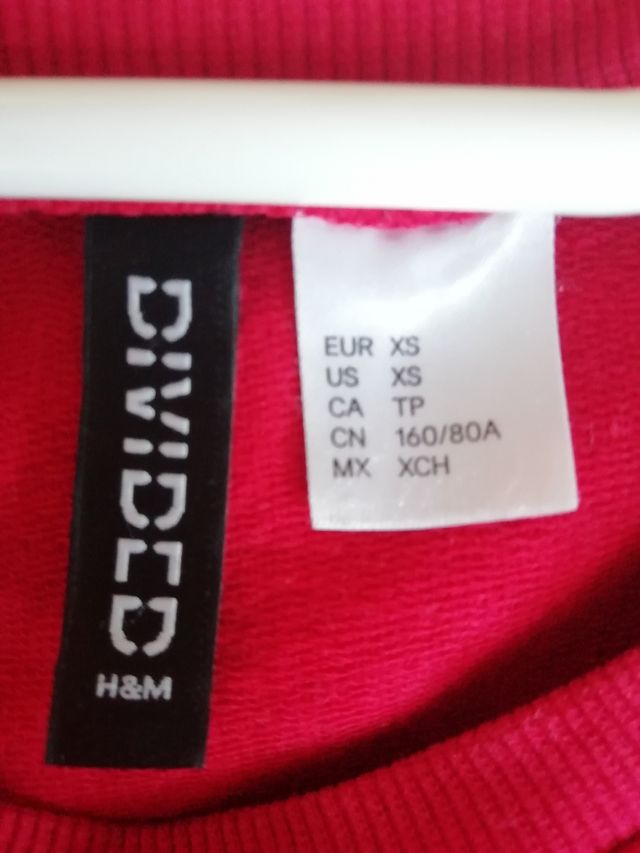 DIVIDED
H&M
EUR XS
US XS
CA TP
CN 160/80A
MX XCH